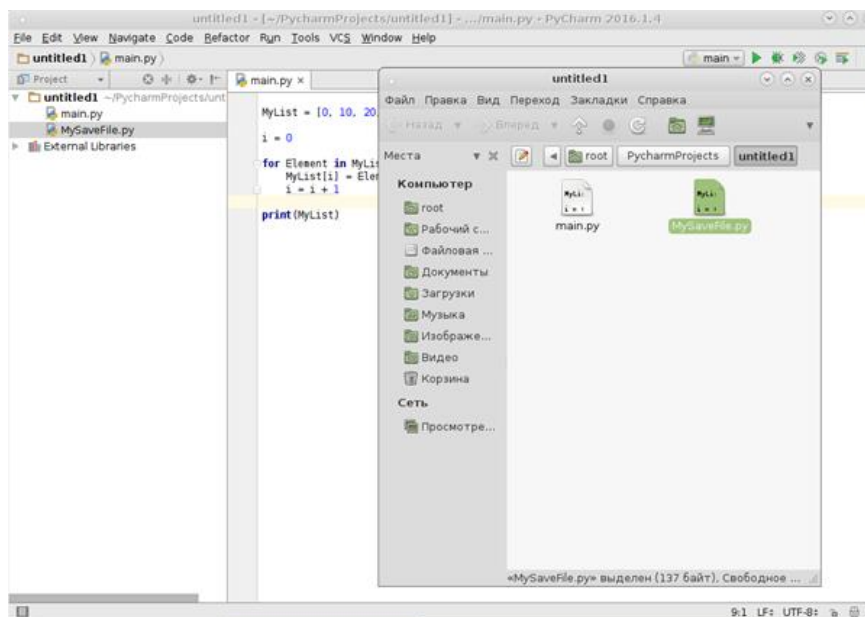 untitled1 - [~/PycharmProjects/untitled1] - .../main.py - PyCharm 2016.1.4
File Edit View Navigate Code Refactor Run Tools VCS Window Help
untitled1 main.py
main
Project
main.py ×
untitled1 ~/PycharmProjects/unt
main.py
MySaveFile.py
External Libraries
MyList = [0, 10, 20,
i = 0
for Element in MyLis
MyList[i] = Eler
i = i + 1
print(MyList)
untitled1
Файл Правка Вид Переход Закладки Справка
Назад Вперед
Места
root PycharmProjects untitled1
Компьютер
root
Рабочий с...
Файловая ...
Документы
Загрузки
Музыка
Изображе...
Видео
Корзина
Сеть
Просмотре...
main.py
MySaveFile.py
«MySaveFile.py» выделен (137 байт), Свободное ...
9:1 LF÷ UTF-8÷